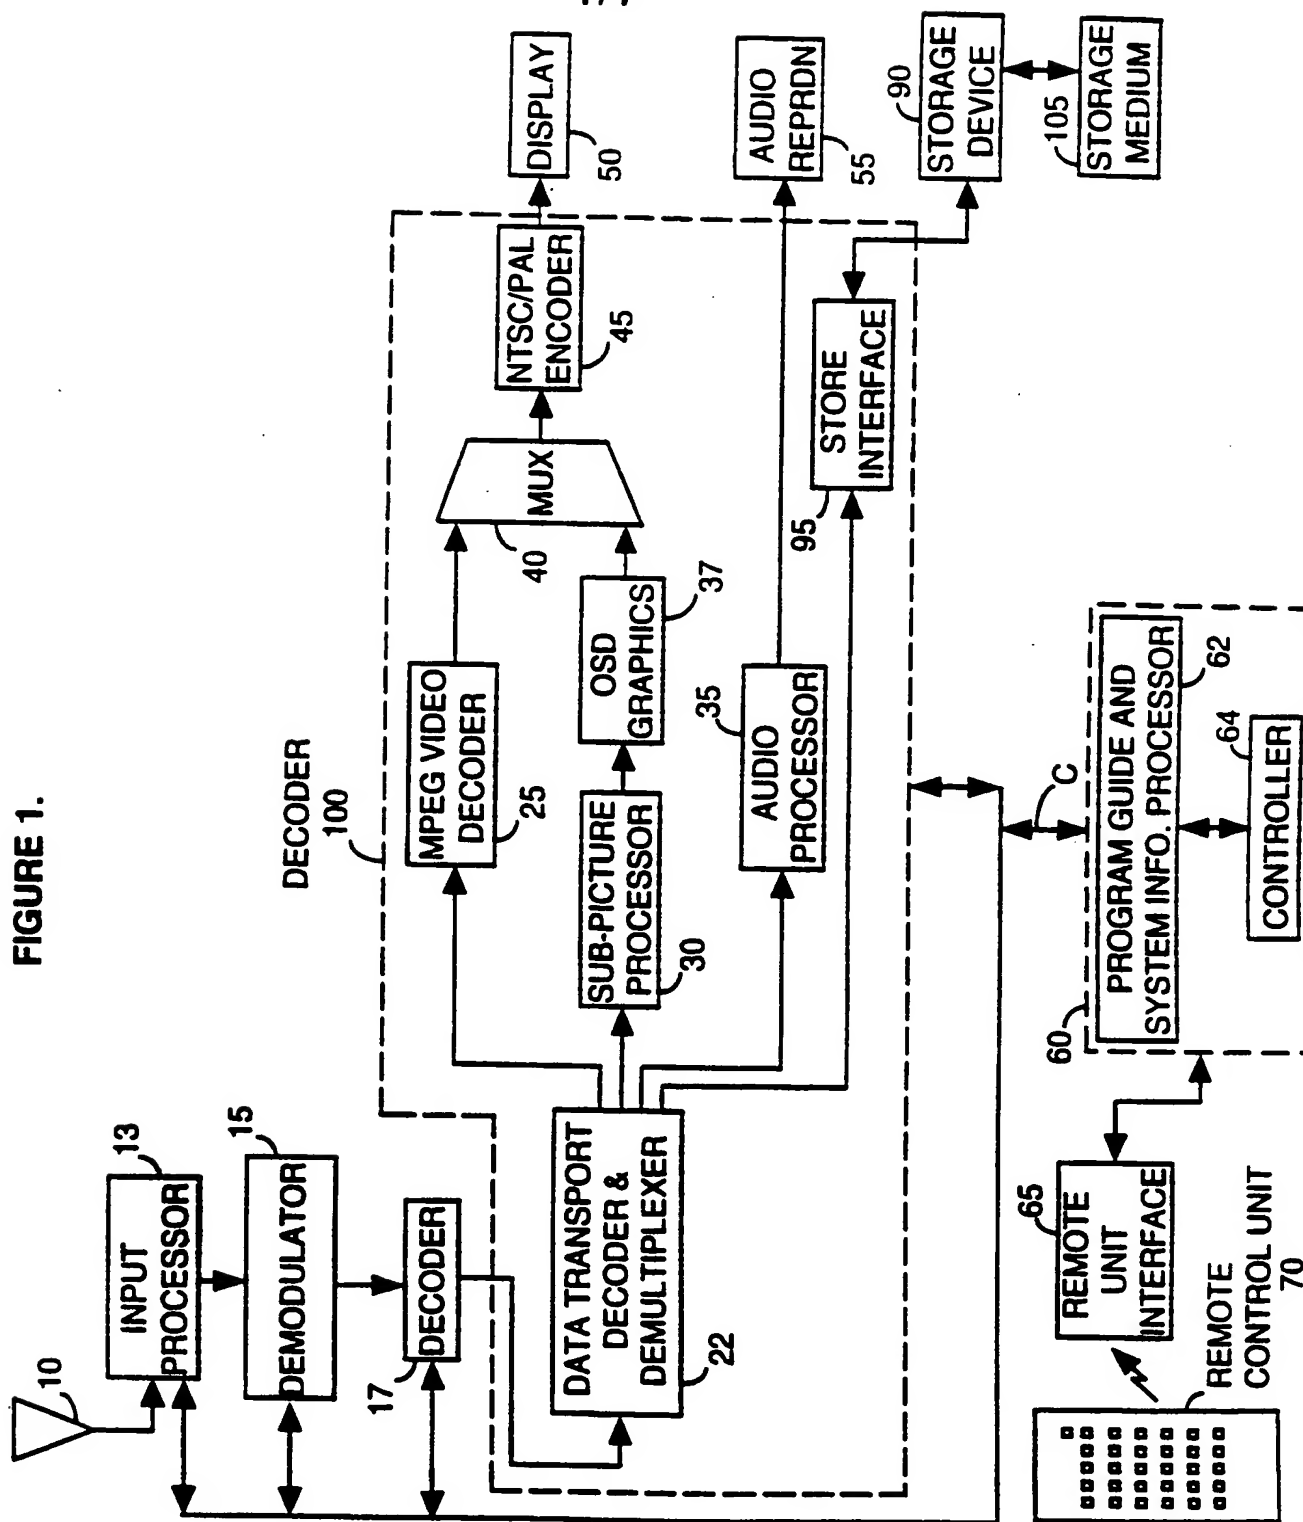 FIGURE 1.
10
INPUT
PROCESSOR
13
DEMODULATOR
15
DECODER
17
DECODER
100
DATA TRANSPORT
DECODER &
DEMULTIPLEXER
22
MPEG VIDEO
DECODER
25
SUB-PICTURE
PROCESSOR
30
OSD
GRAPHICS
37
MUX
40
NTSC/PAL
ENCODER
45
DISPLAY
50
AUDIO
PROCESSOR
35
AUDIO
REPRDN
55
STORE
INTERFACE
95
STORAGE
DEVICE
90
STORAGE
MEDIUM
105
C
60
PROGRAM GUIDE AND
SYSTEM INFO. PROCESSOR
62
CONTROLLER
64
REMOTE
UNIT
INTERFACE
65
REMOTE
CONTROL UNIT
70